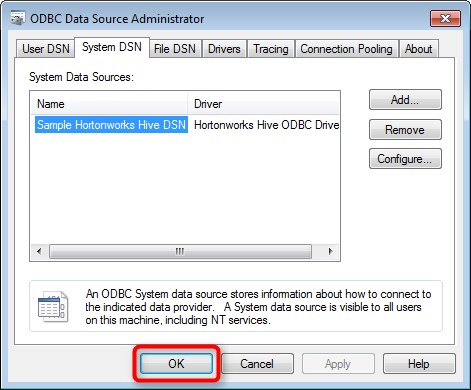 ODBC Data Source Administrator
User DSN System DSN File DSN Drivers Tracing Connection Pooling About
System Data Sources:
Name Driver
Sample Hortonworks Hive DSN Hortonworks Hive ODBC Drive
Add...
Remove
Configure...
An ODBC System data source stores information about how to connect to
the indicated data provider. A System data source is visible to all users
on this machine, including NT services.
OK Cancel Apply Help